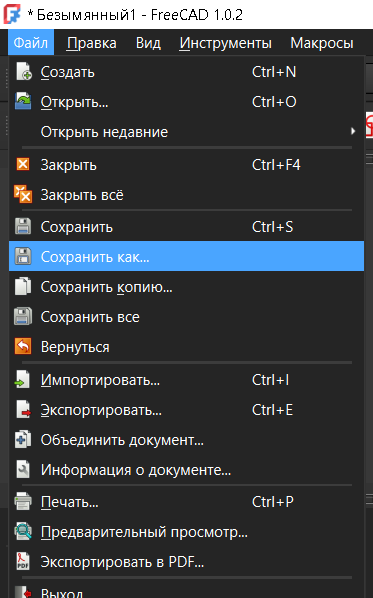 * Безымянный1 - FreeCAD 1.0.2
Файл Правка Вид Инструменты Макросы
Создать Ctrl+N
Открыть... Ctrl+O
Открыть недавние
Закрыть Ctrl+F4
Закрыть всё
Сохранить Ctrl+S
Сохранить как...
Сохранить копию...
Сохранить все
Вернуться
Импортировать... Ctrl+I
Экспортировать... Ctrl+E
Объединить документ...
Информация о документе...
Печать... Ctrl+P
Предварительный просмотр...
Экспортировать в PDF...
Выход